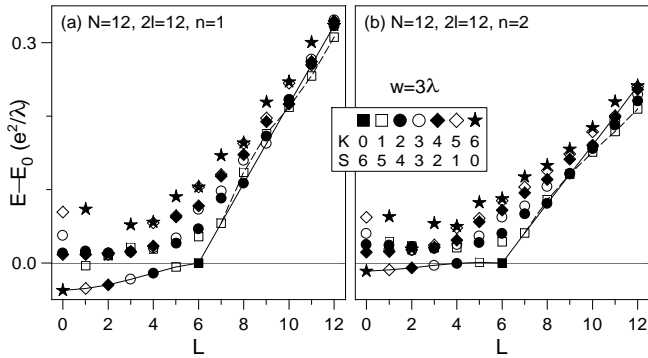 (a) N=12, 2l=12, n=1
(b) N=12, 2l=12, n=2
E−E₀ (e²/λ)
0.3
0.0
w=3λ
K 0 1 2 3 4 5 6
S 6 5 4 3 2 1 0
0 2 4 6 8 10 12
0 2 4 6 8 10 12
L
L